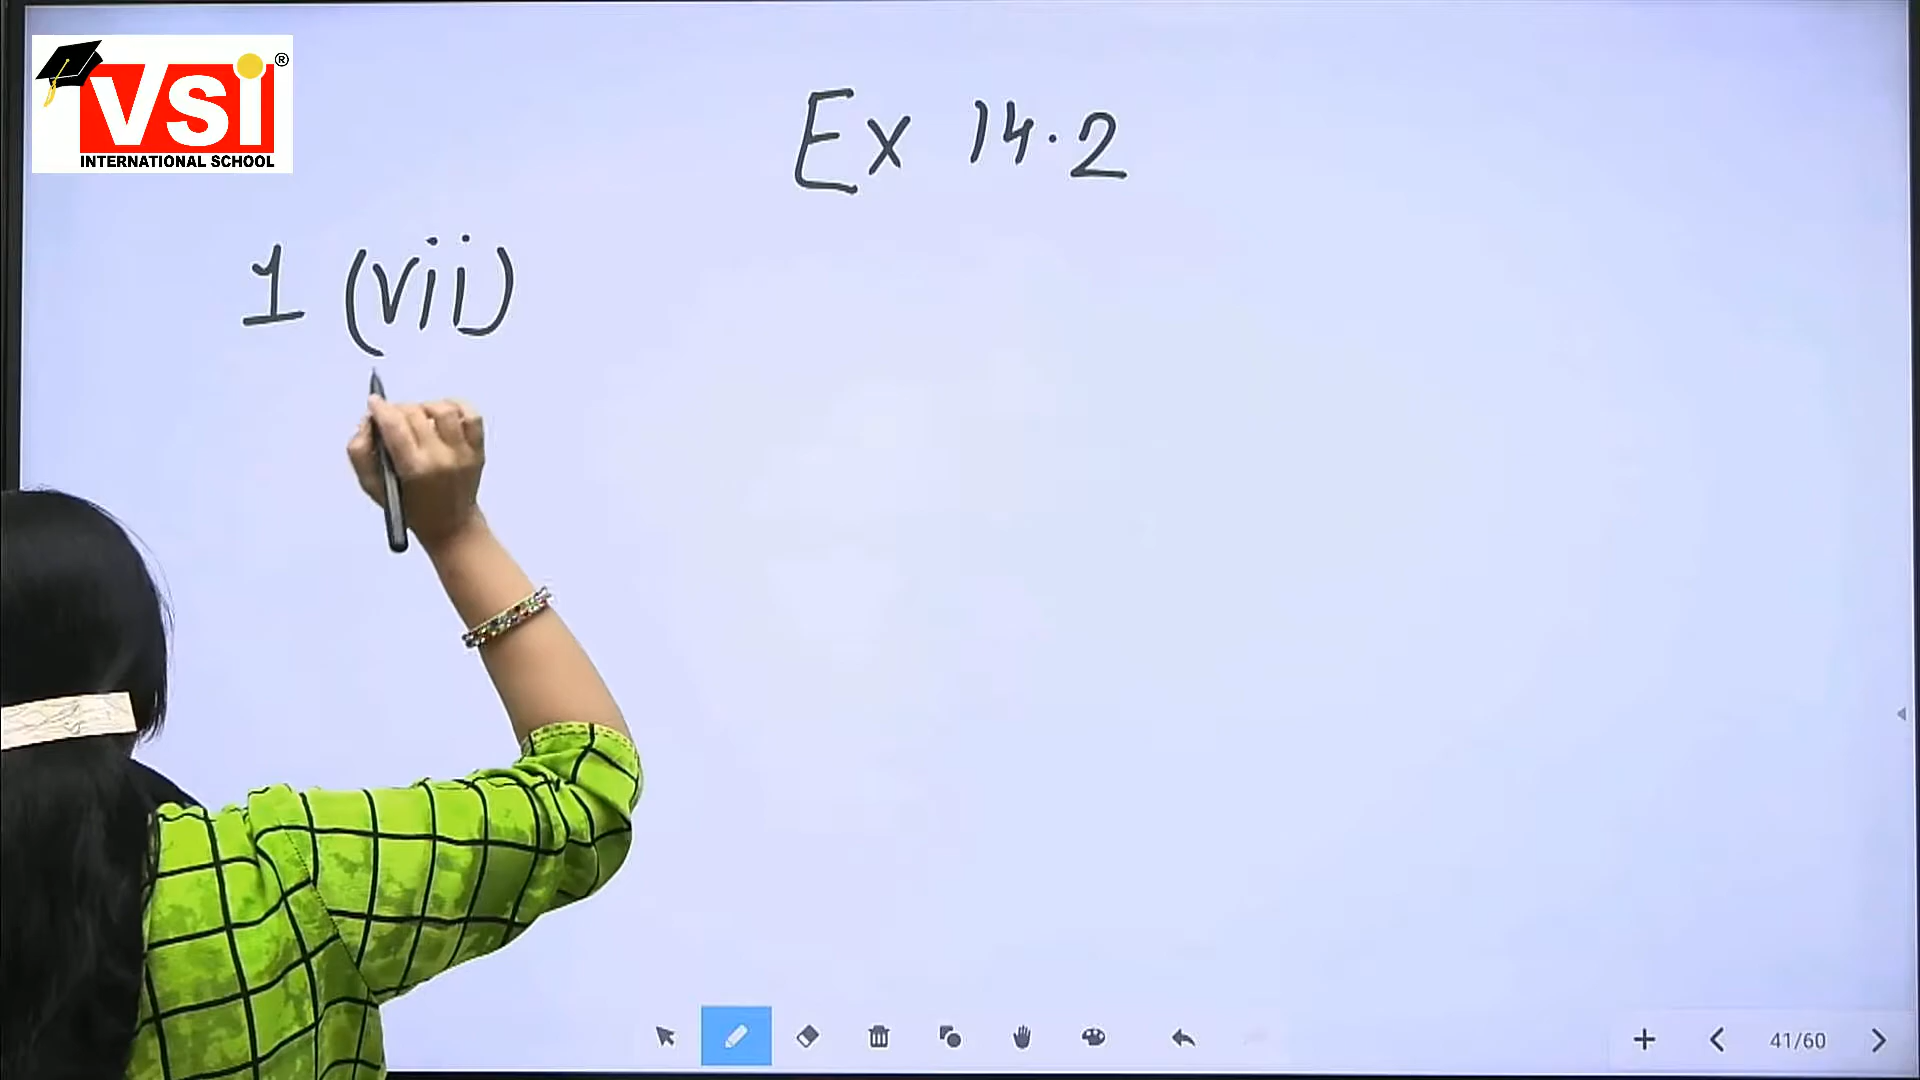 VSI ®
INTERNATIONAL SCHOOL
Ex 14.2
1 (vii)
41/60